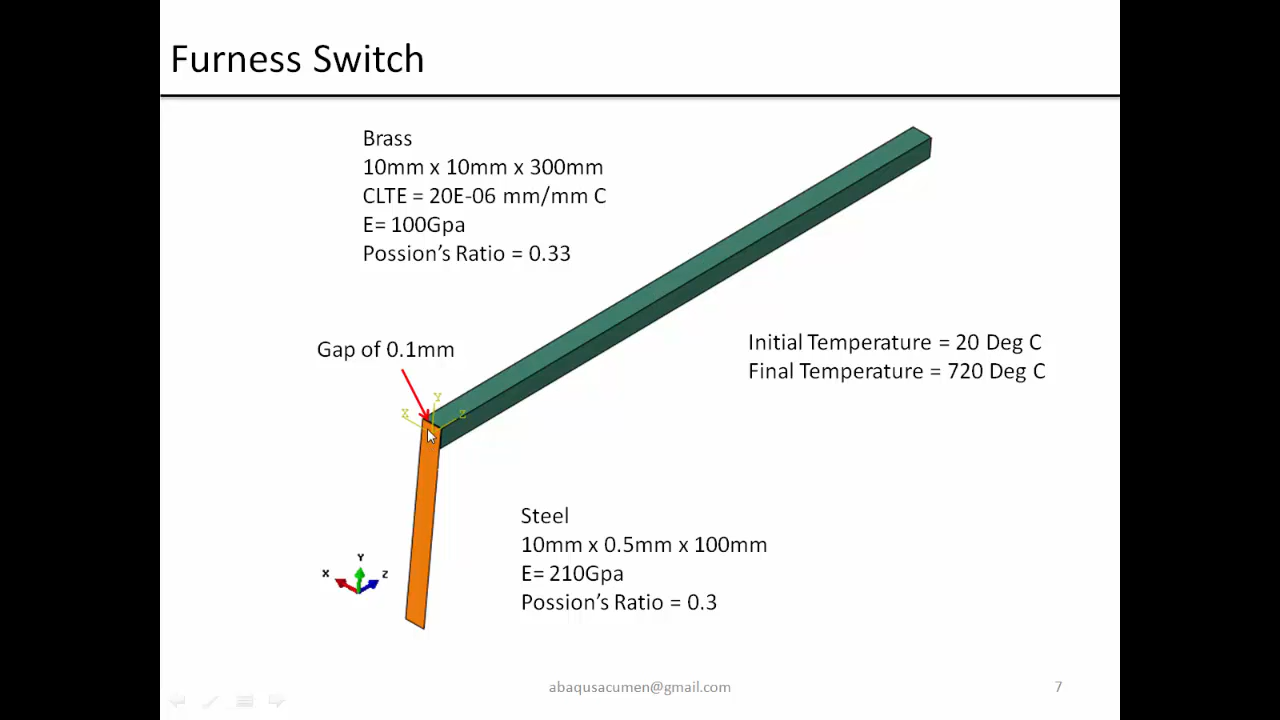 Furness Switch
Brass
10mm x 10mm x 300mm
CLTE = 20E-06 mm/mm C
E= 100Gpa
Possion’s Ratio = 0.33
Gap of 0.1mm
Initial Temperature = 20 Deg C
Final Temperature = 720 Deg C
Y
X
Z
Steel
10mm x 0.5mm x 100mm
E= 210Gpa
Possion’s Ratio = 0.3
Y
X
Z
abaqusacumen@gmail.com
7